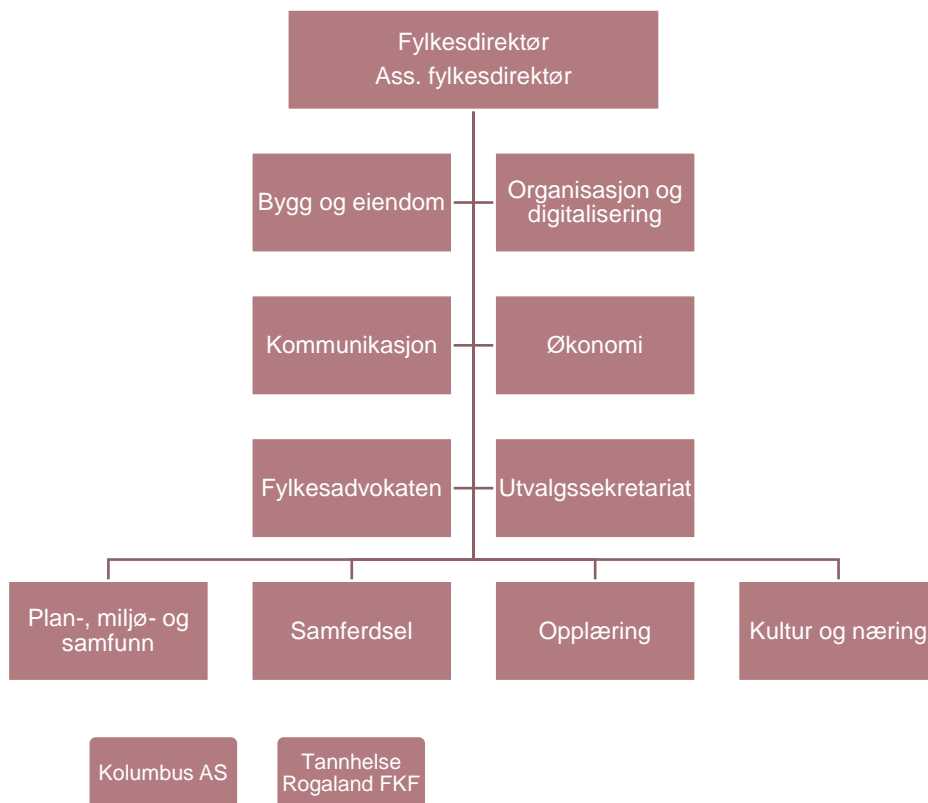 Fylkesdirektør
Ass. fylkesdirektør
Bygg og eiendom
Organisasjon og
digitalisering
Kommunikasjon
Økonomi
Fylkesadvokaten
Utvalgssekretariat
Plan-, miljø- og
samfunn
Samferdsel
Opplæring
Kultur og næring
Kolumbus AS
Tannhelse
Rogaland FKF